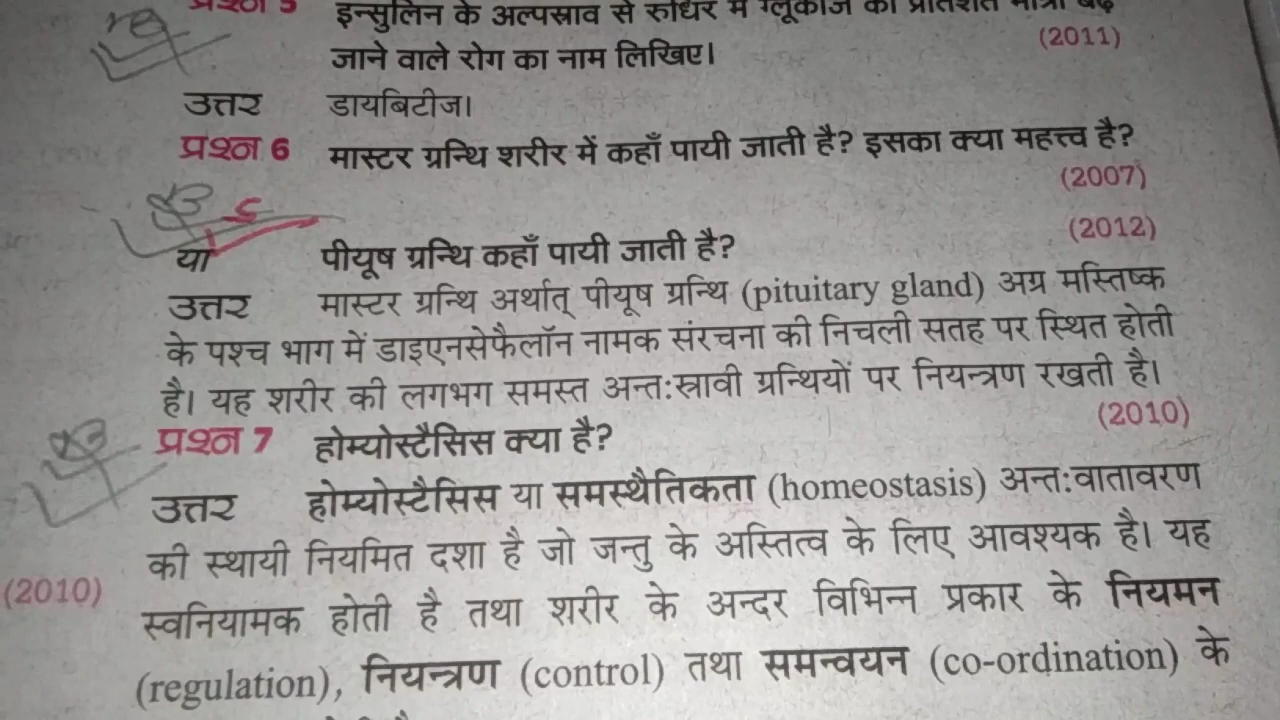 प्रश्न 5 इन्सुलिन के अल्पस्राव से रुधिर में ग्लूकोज की प्रतिशत मात्रा बढ़
जाने वाले रोग का नाम लिखिए। (2011)
उत्तर डायबिटीज।
प्रश्न 6 मास्टर ग्रन्थि शरीर में कहाँ पायी जाती है? इसका क्या महत्त्व है?
(2007)
या पीयूष ग्रन्थि कहाँ पायी जाती है? (2012)
उत्तर मास्टर ग्रन्थि अर्थात् पीयूष ग्रन्थि (pituitary gland) अग्र मस्तिष्क
के पश्च भाग में डाइएनसेफैलॉन नामक संरचना की निचली सतह पर स्थित होती
है। यह शरीर की लगभग समस्त अन्त:स्रावी ग्रन्थियों पर नियन्त्रण रखती है।
प्रश्न 7 होम्योस्टैसिस क्या है? (2010)
उत्तर होम्योस्टैसिस या समस्थैतिकता (homeostasis) अन्त:वातावरण
की स्थायी नियमित दशा है जो जन्तु के अस्तित्व के लिए आवश्यक है। यह
(2010)
स्वनियामक होती है तथा शरीर के अन्दर विभिन्न प्रकार के नियमन
(regulation), नियन्त्रण (control) तथा समन्वयन (co-ordination) के